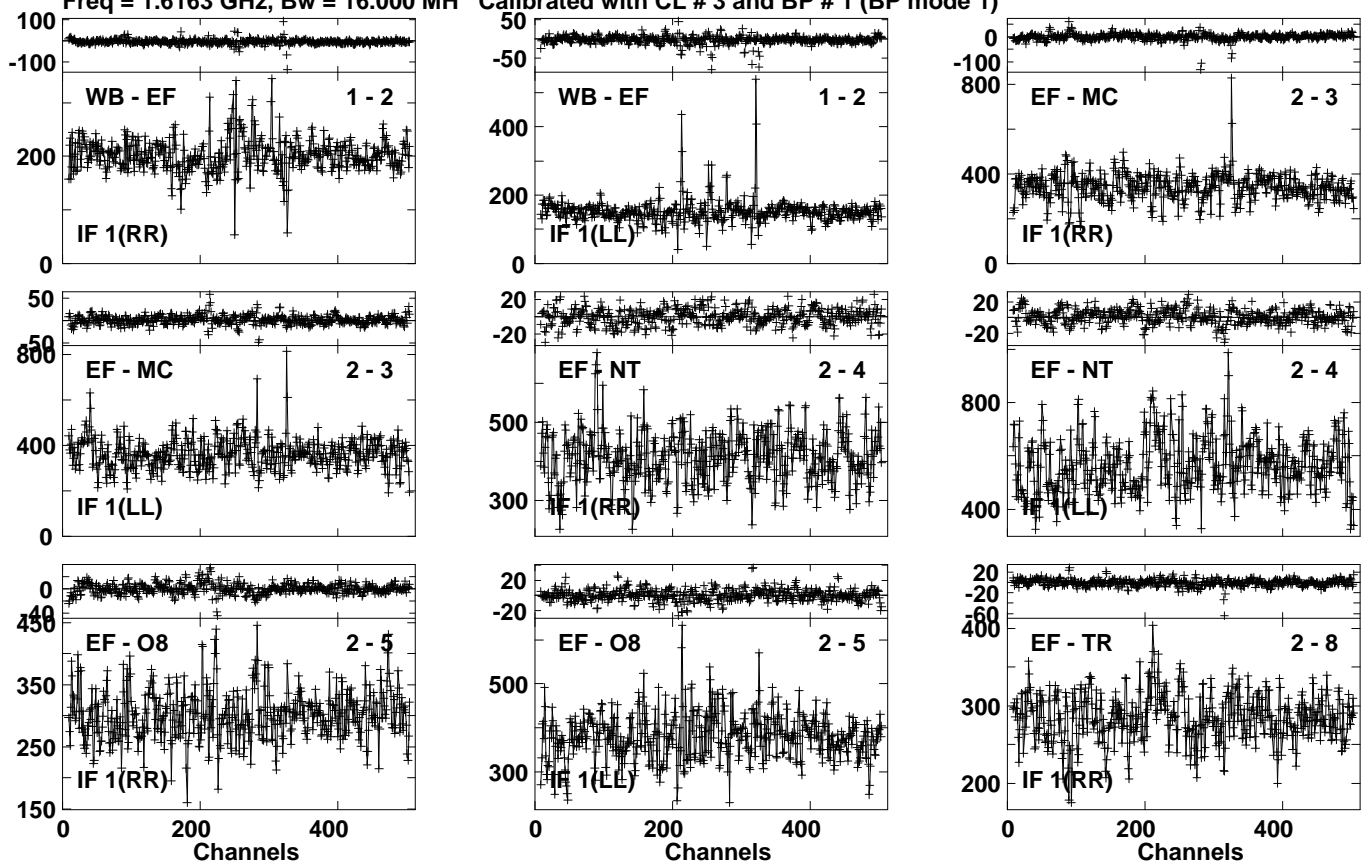 Freq = 1.6163 GHz, Bw = 16.000 MH Calibrated with CL # 3 and BP # 1 (BP mode 1)
100
-100
WB - EF 1 - 2
200
IF 1(RR)
0
50
-50
WB - EF 1 - 2
400
200
IF 1(LL)
0
0
-100
800
EF - MC 2 - 3
400
IF 1(RR)
0
50
-50
800
EF - MC 2 - 3
400
IF 1(LL)
0
20
-20
EF - NT 2 - 4
500
300
IF 1(RR)
20
-20
EF - NT 2 - 4
800
400
IF 1(LL)
0
-40
450
EF - O8 2 - 5
350
250
IF 1(RR)
150
0 200 400
Channels
20
-20
EF - O8 2 - 5
500
300
IF 1(LL)
0 200 400
Channels
20
-20
-60
400
EF - TR 2 - 8
300
200
IF 1(RR)
0 200 400
Channels